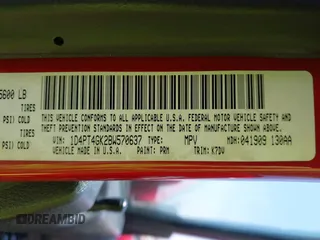 5600 LB
TIRES
PSI) COLD
TIRES
PSI) COLD
THIS VEHICLE CONFORMS TO ALL APPLICABLE U.S.A. FEDERAL MOTOR VEHICLE SAFETY AND
THEFT PREVENTION STANDARDS IN EFFECT ON THE DATE OF MANUFACTURE SHOWN ABOVE.
VIN: 1D4PT4GK2BW570637 TYPE: MPV MDH: 041909 130AA
VEHICLE MADE IN U.S.A. PAINT: PRM TRIM: K7DV
DREAMBID